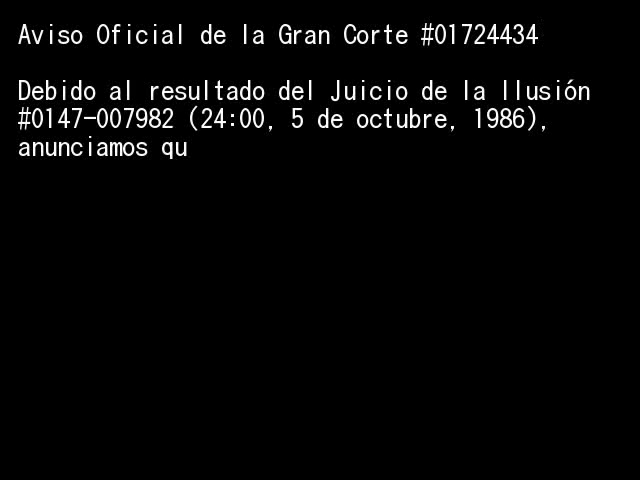 Aviso Oficial de la Gran Corte #01724434
Debido al resultado del Juicio de la Ilusión
#0147-007982 (24:00, 5 de octubre, 1986),
anunciamos qu